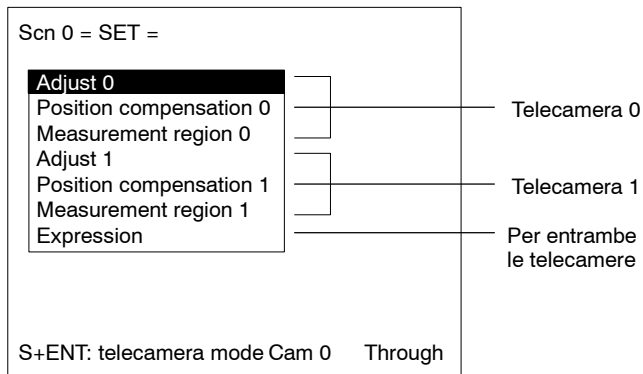 Scn 0 = SET =
Adjust 0
Position compensation 0
Measurement region 0
Adjust 1
Position compensation 1
Measurement region 1
Expression
Telecamera 0
Telecamera 1
Per entrambe
le telecamere
S+ENT: telecamera mode Cam 0 Through